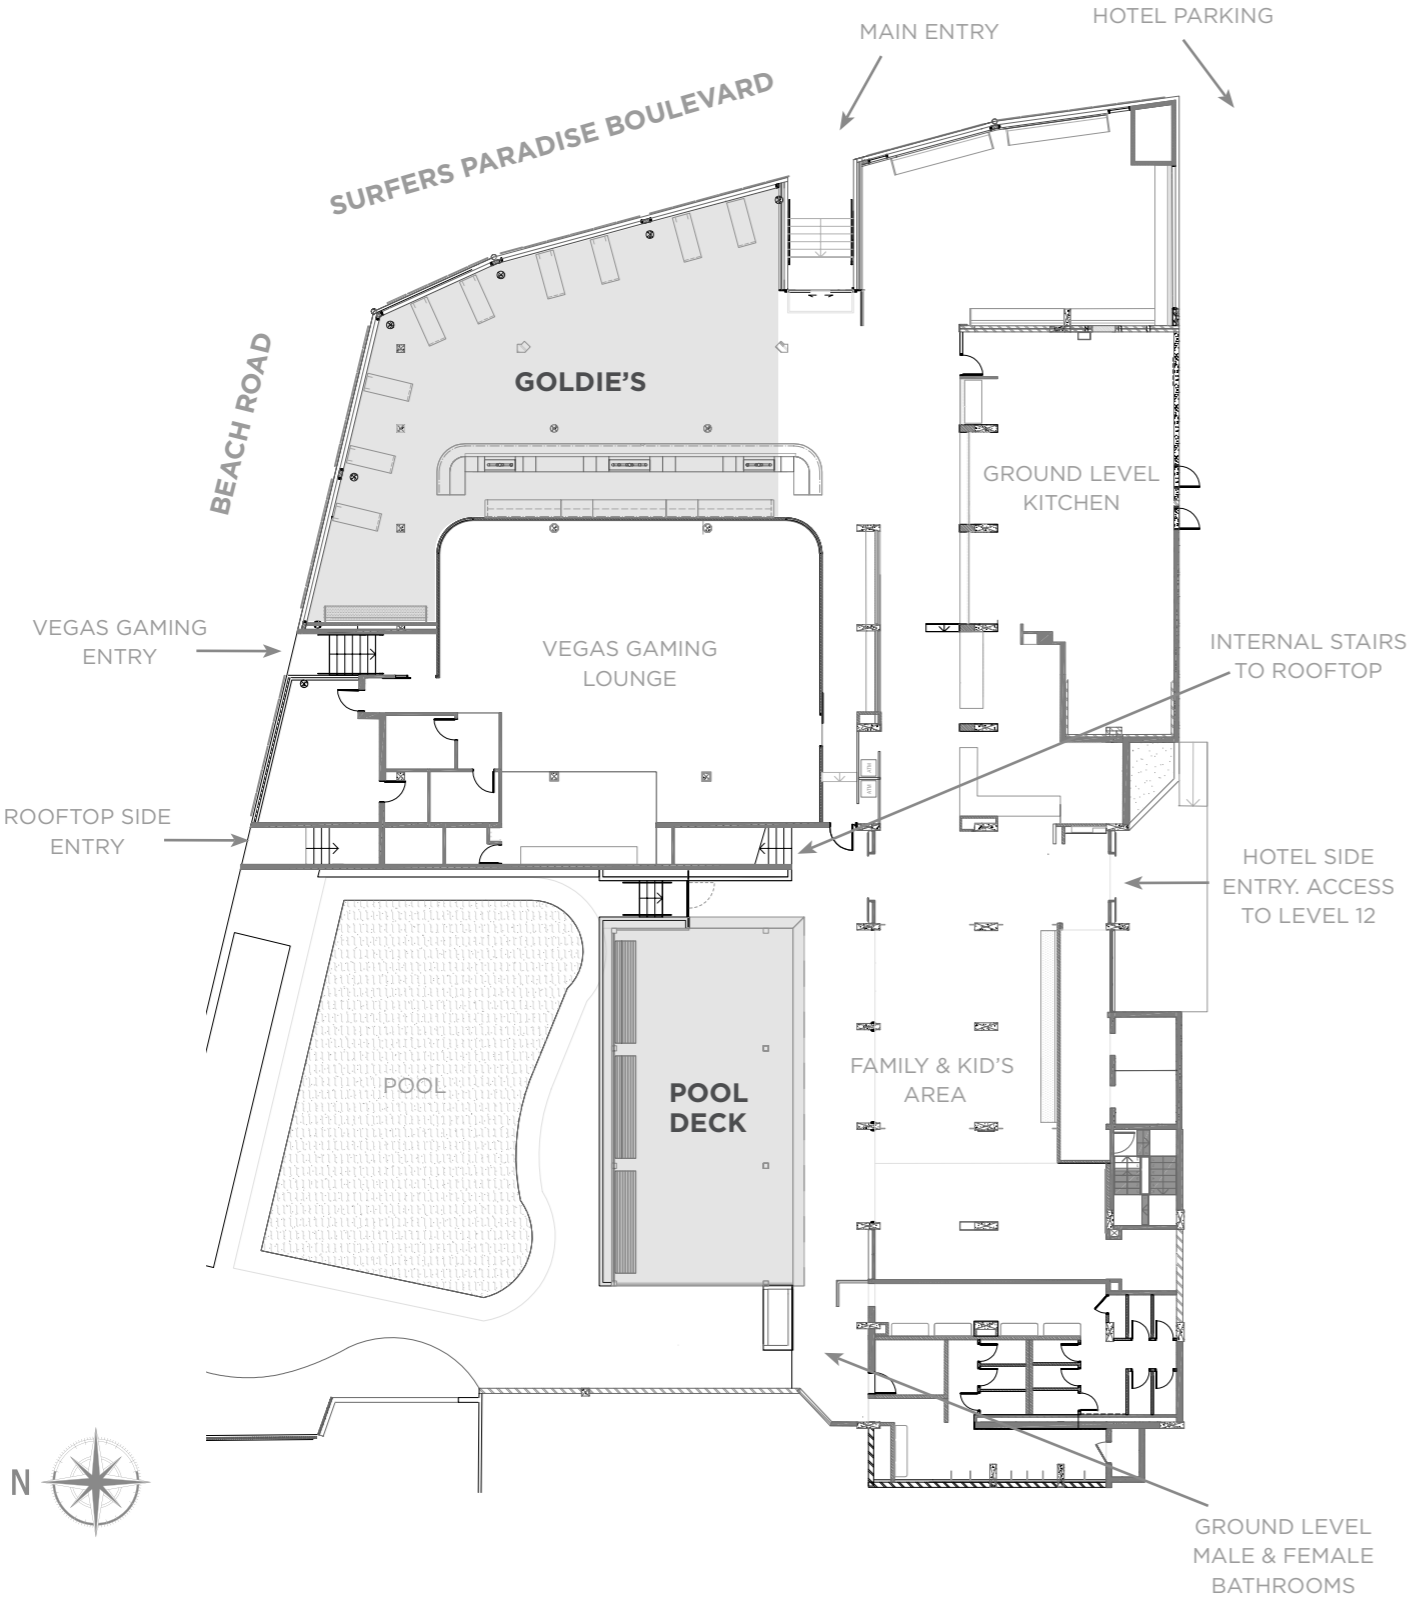 HOTEL PARKING
MAIN ENTRY
SURFERS PARADISE BOULEVARD
BEACH ROAD
GOLDIE'S
GROUND LEVEL
KITCHEN
VEGAS GAMING
ENTRY
VEGAS GAMING
LOUNGE
INTERNAL STAIRS
TO ROOFTOP
ROOFTOP SIDE
ENTRY
HOTEL SIDE
ENTRY. ACCESS
TO LEVEL 12
POOL
POOL
DECK
FAMILY & KID'S
AREA
N
GROUND LEVEL
MALE & FEMALE
BATHROOMS